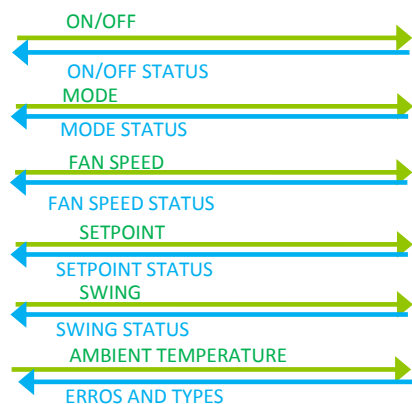 ON/OFF
ON/OFF STATUS
MODE
MODE STATUS
FAN SPEED
FAN SPEED STATUS
SETPOINT
SETPOINT STATUS
SWING
SWING STATUS
AMBIENT TEMPERATURE
ERROS AND TYPES